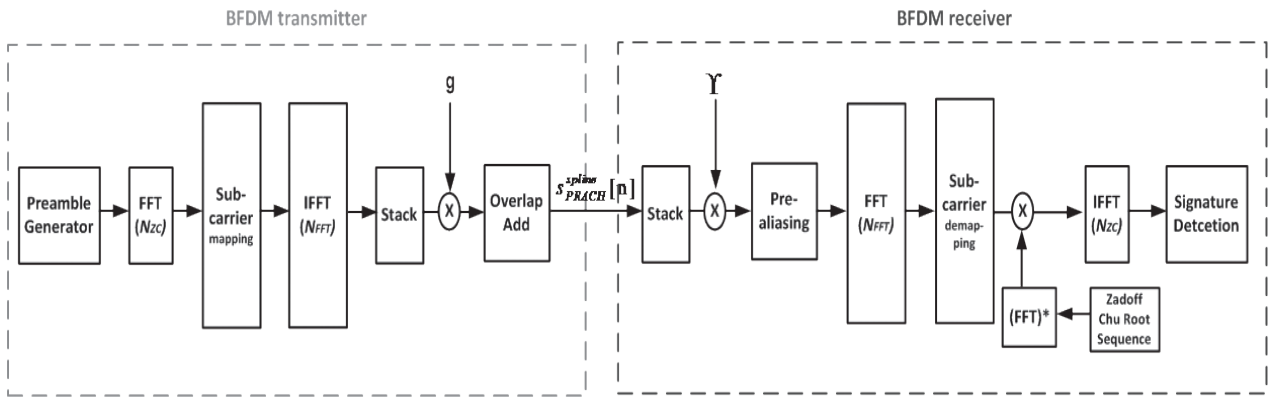 BFDM transmitter
BFDM receiver
g
ϒ
Preamble
Generator
FFT
(NZC)
Sub-
carrier
mapping
IFFT
(NFFT)
Stack
X
Overlap
Add
s^spline_PRACH[n]
Stack
X
Pre-
aliasing
FFT
(NFFT)
Sub-
carrier
demap-
ping
X
IFFT
(NZC)
Signature
Detcetion
(FFT)*
Zadoff
Chu Root
Sequence